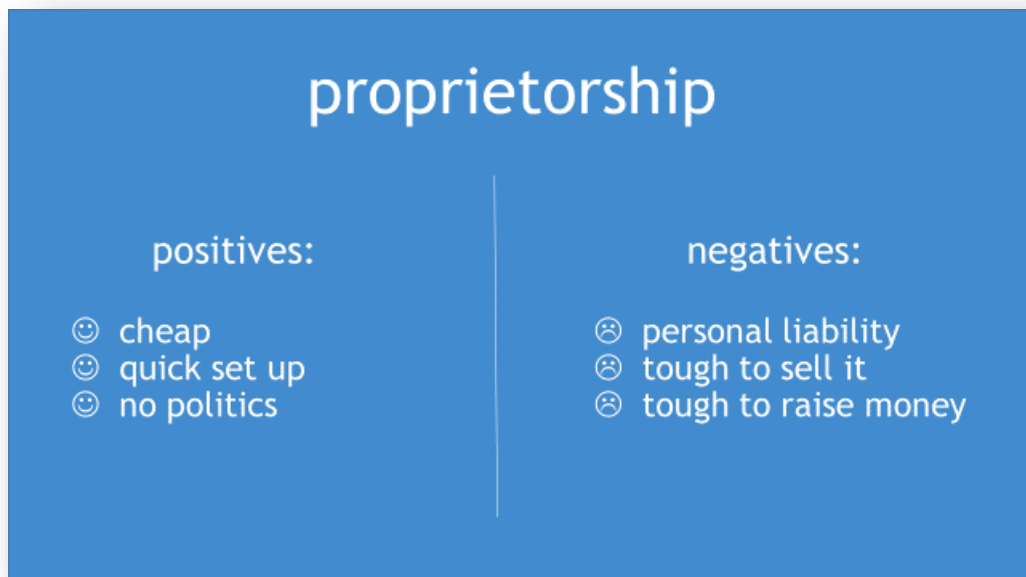 proprietorship
positives:
☺ cheap
☺ quick set up
☺ no politics
negatives:
☹ personal liability
☹ tough to sell it
☹ tough to raise money